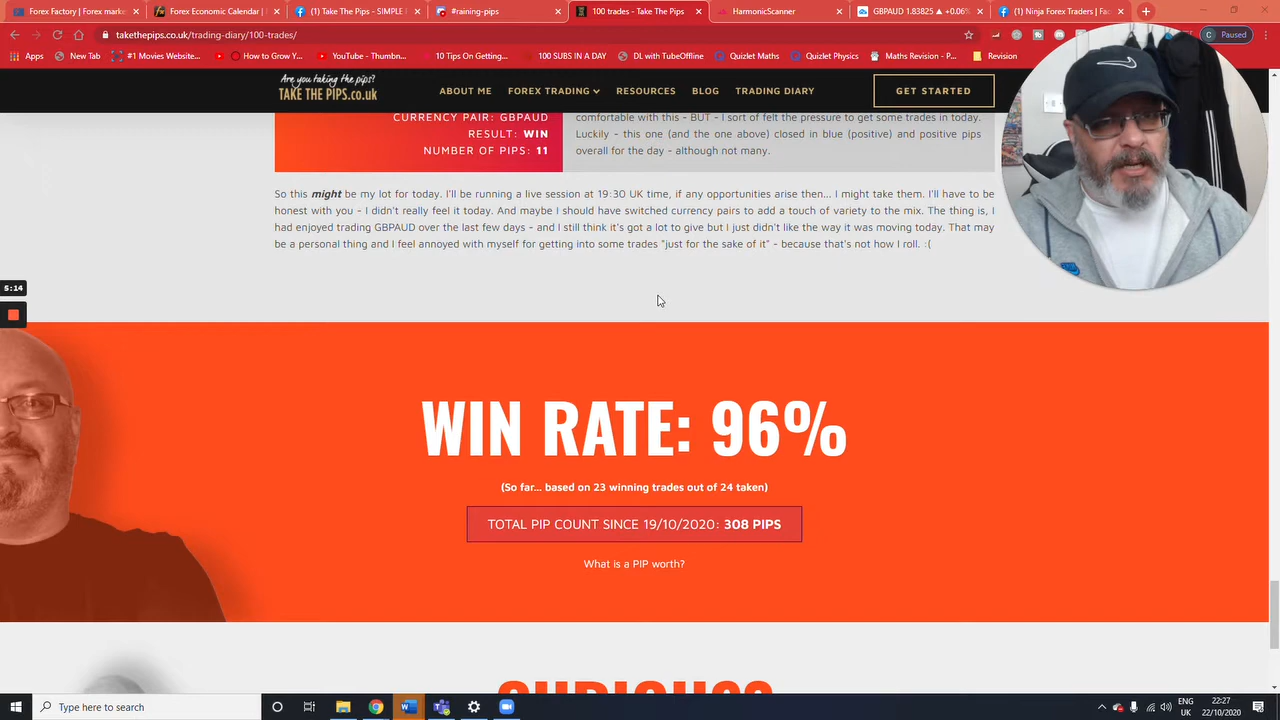 Forex Factory | Forex mark
Forex Economic Calendar |
(1) Take The Pips - SIMPLE F
#raining-pips
100 trades - Take The Pips
HarmonicScanner
GBPAUD 1.83825 ▲ +0.06%
(1) Ninja Forex Traders | Fac
takethepips.co.uk/trading-diary/100-trades/
C Paused
Apps
New Tab
#1 Movies Website...
How to Grow Your...
YouTube - Thumbn...
10 Tips On Getting...
100 SUBS IN A DAY
DL with TubeOffline
Quizlet Maths
Quizlet Physics
Maths Revision - P...
Revision
Are you taking the pips?
TAKE THE PIPS.co.uk
ABOUT ME
FOREX TRADING
RESOURCES
BLOG
TRADING DIARY
GET STARTED
CURRENCY PAIR: GBPAUD
RESULT: WIN
NUMBER OF PIPS: 11
comfortable with this - BUT - I sort of felt the pressure to get some trades in today.
Luckily - this one (and the one above) closed in blue (positive) and positive pips
overall for the day - although not many.
So this might be my lot for today. I'll be running a live session at 19:30 UK time, if any opportunities arise then... I might take them. I'll have to
be honest with you - I didn't really feel it today. And maybe I should have switched currency pairs to add a touch of variety to the mix. The thing is, I
had enjoyed trading GBPAUD over the last few days - and I still think it's got a lot to give but I just didn't like the way it was moving today. That may
be a personal thing and I feel annoyed with myself for getting into some trades "just for the sake of it" - because that's not how I roll. :(
5:14
WIN RATE: 96%
(So far... based on 23 winning trades out of 24 taken)
TOTAL PIP COUNT SINCE 19/10/2020: 308 PIPS
What is a PIP worth?
Type here to search
ENG
UK
22:27
22/10/2020